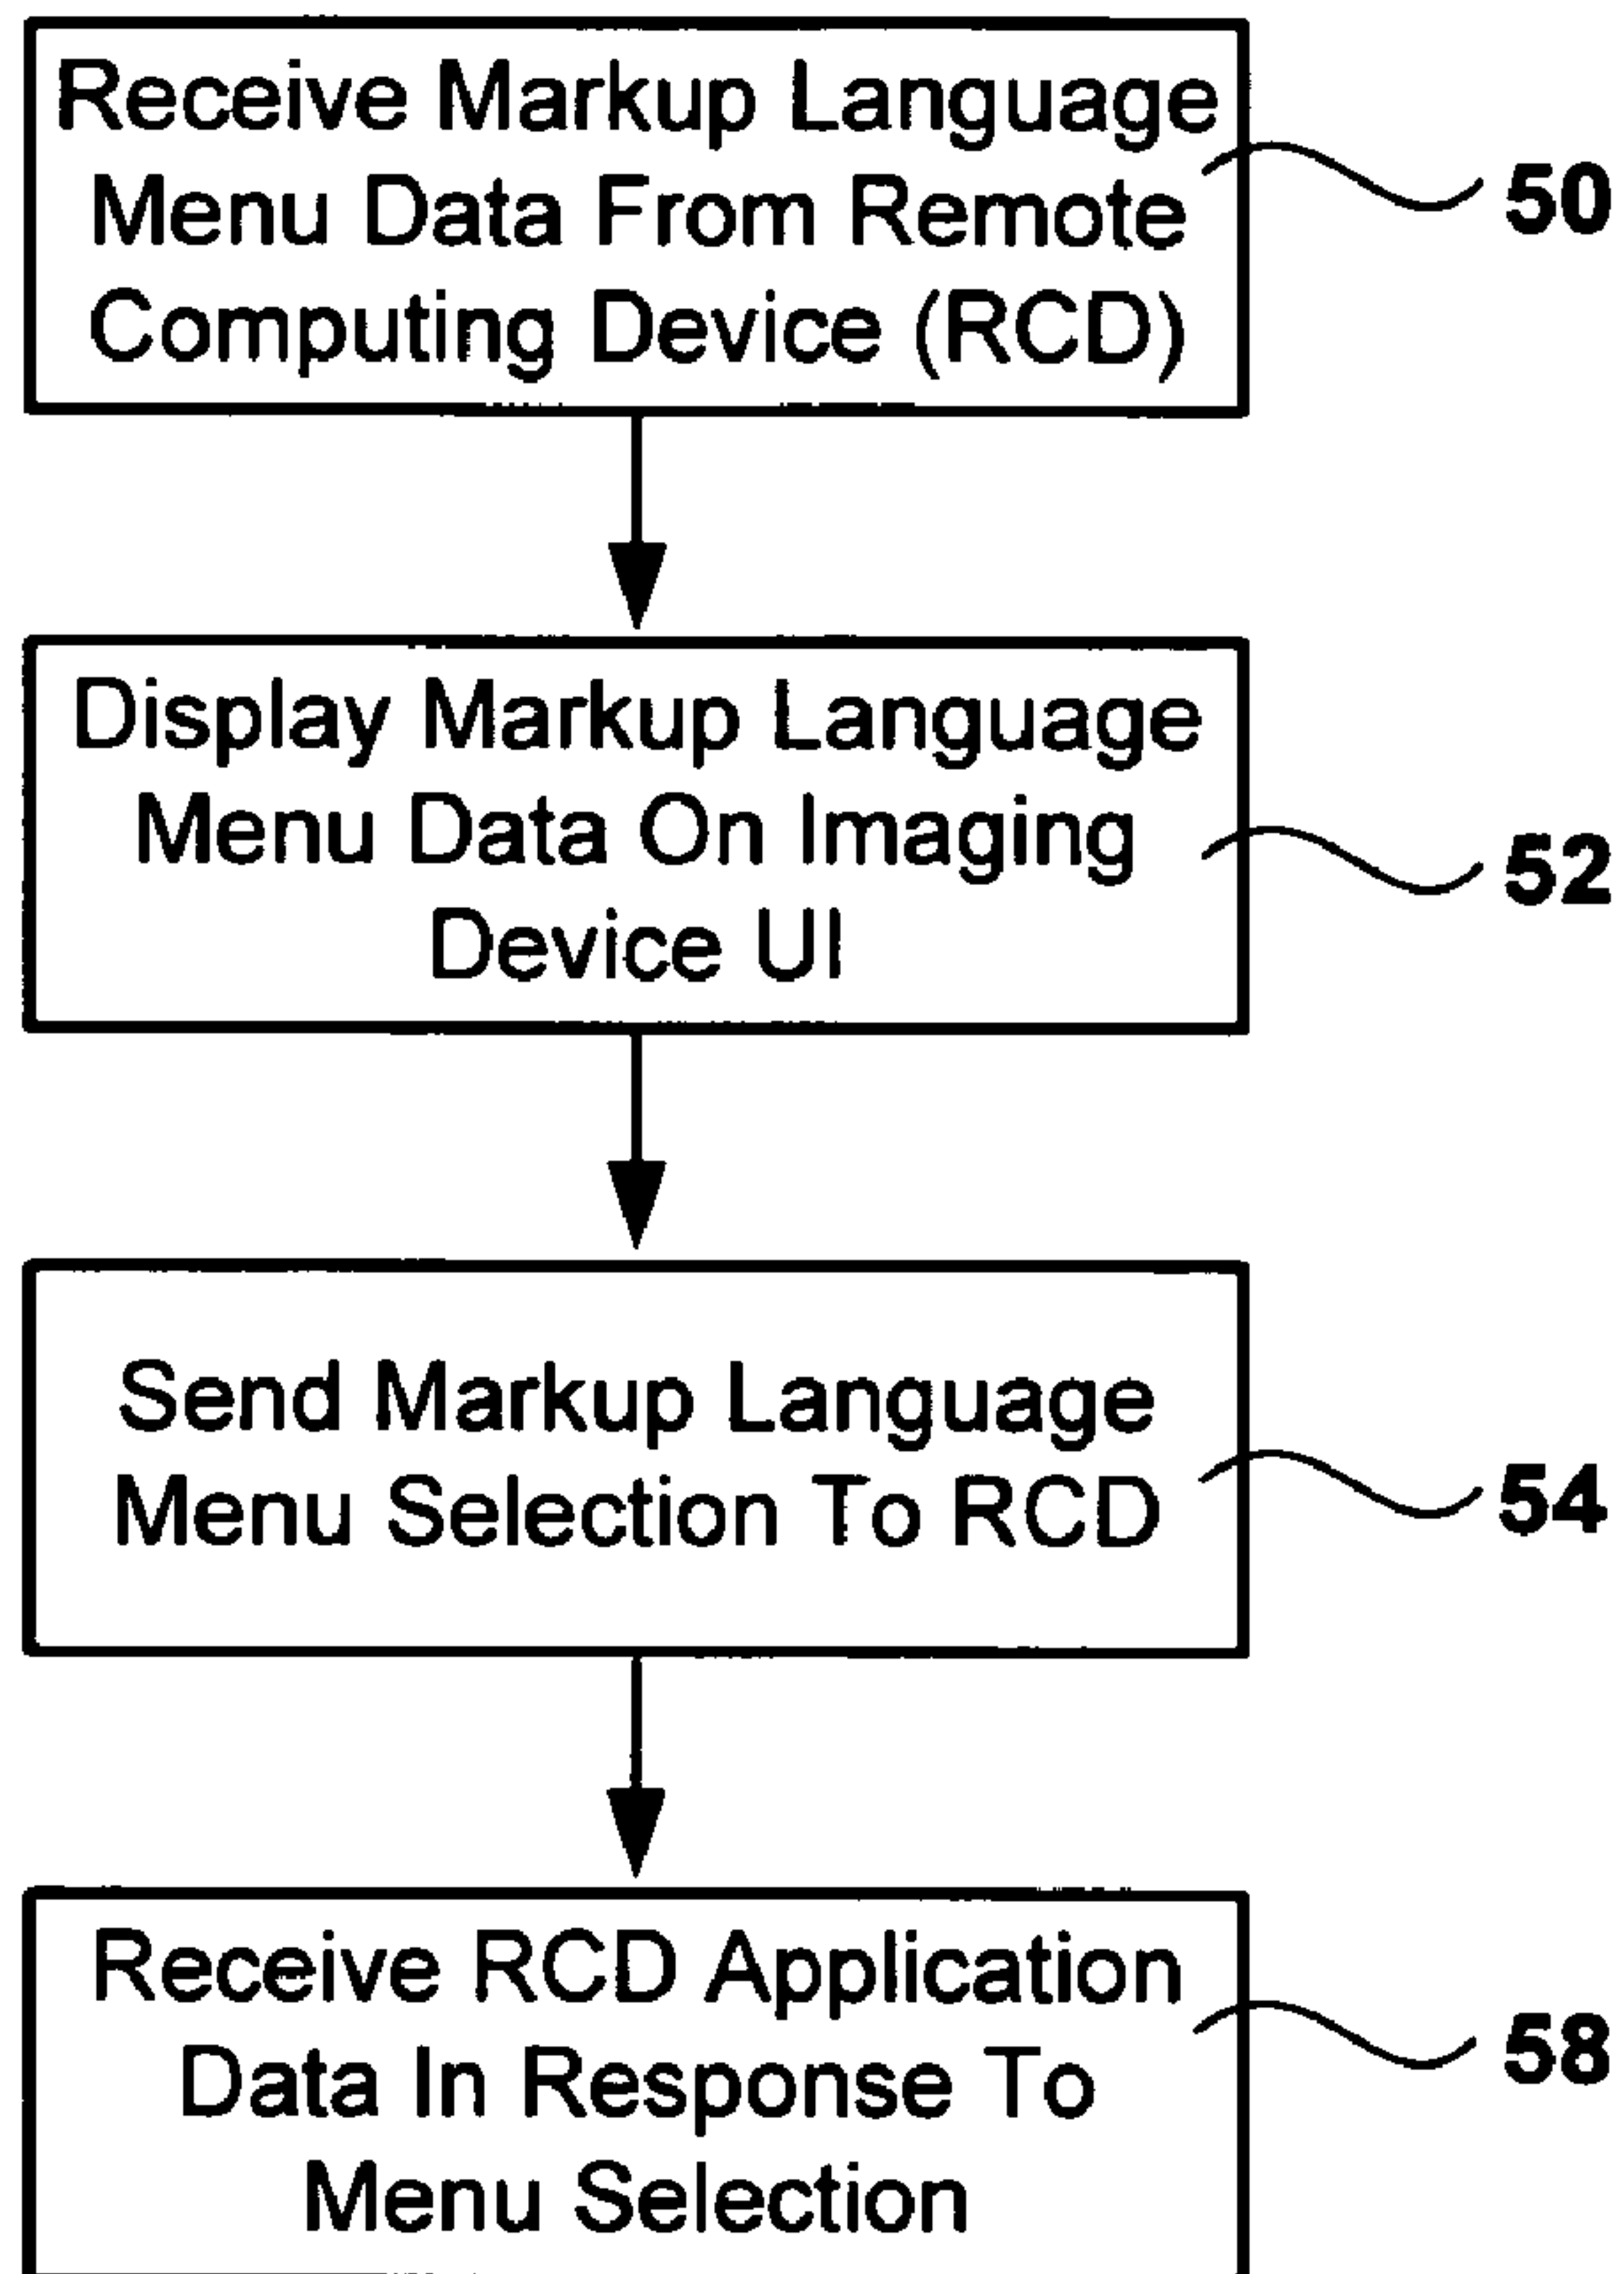 Receive Markup Language
Menu Data From Remote
Computing Device (RCD)
50
Display Markup Language
Menu Data On Imaging
Device UI
52
Send Markup Language
Menu Selection To RCD
54
Receive RCD Application
Data In Response To
Menu Selection
58